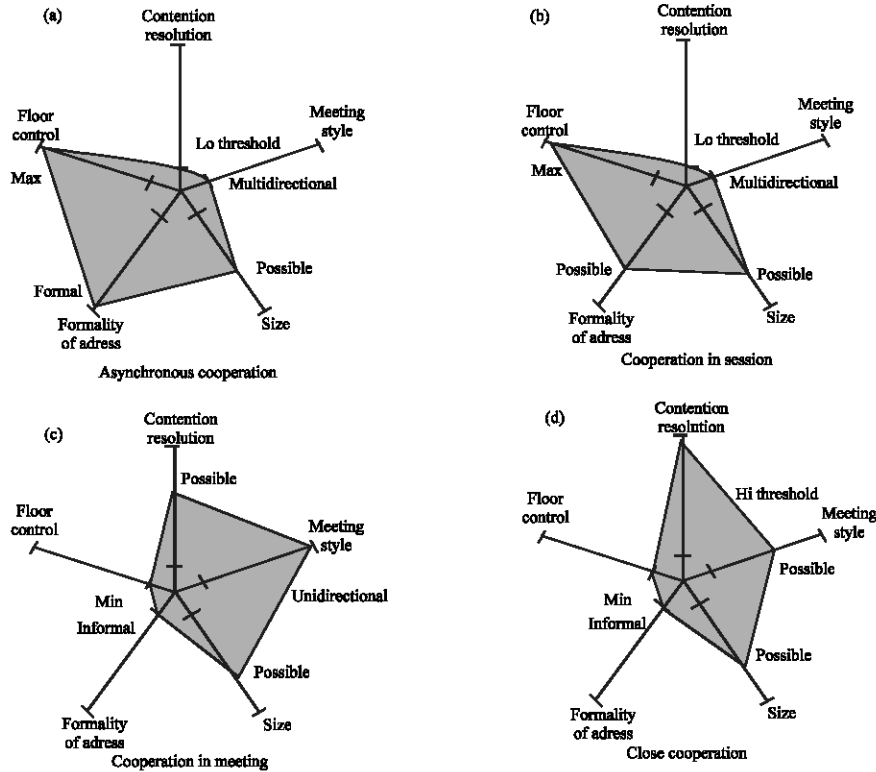 (a)
Contention
resolution
Floor
control
Meeting
style
Lo threshold
Max
Multidirectional
Possible
Formal
Formality
of adress
Size
Asynchronous cooperation
(b)
Contention
resolution
Floor
control
Meeting
style
Lo threshold
Max
Multidirectional
Possible
Possible
Formality
of adress
Size
Cooperation in session
(c)
Contention
resolution
Possible
Floor
control
Meeting
style
Min
Unidirectional
Informal
Possible
Formality
of adress
Size
Cooperation in meeting
(d)
Contention
resolution
Hi threshold
Floor
control
Meeting
style
Possible
Min
Informal
Possible
Formality
of adress
Size
Close cooperation